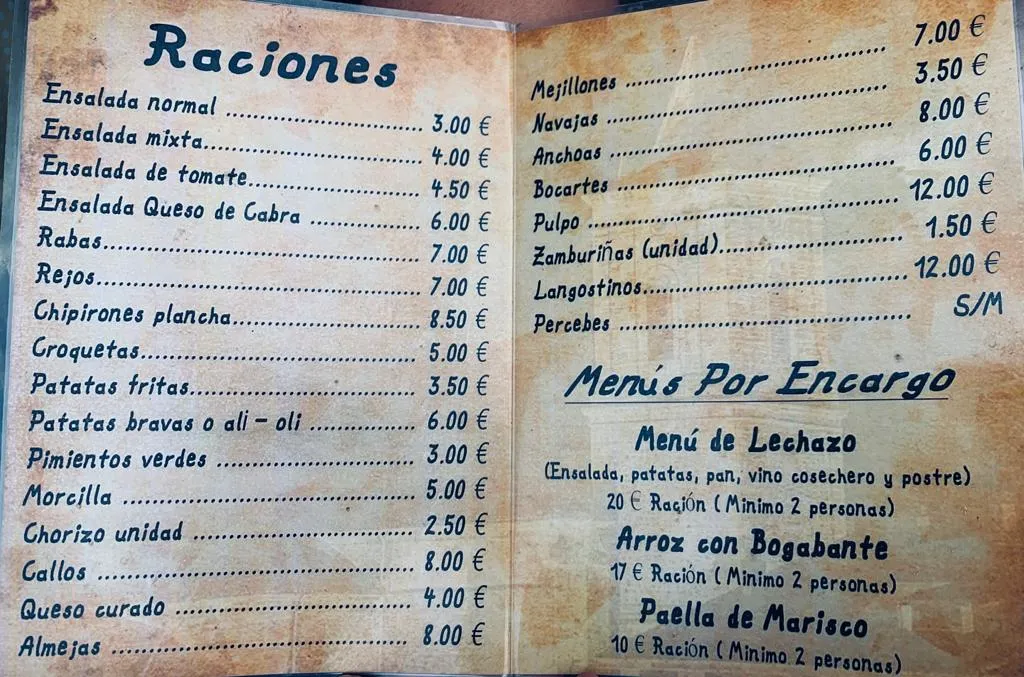 Raciones
Ensalada normal ........................ 3.00 €
Ensalada mixta........................... 4.00 €
Ensalada de tomate..................... 4.50 €
Ensalada Queso de Cabra ............. 6.00 €
Rabas....................................... 7.00 €
Rejos........................................ 7.00 €
Chipirones plancha...................... 8.50 €
Croquetas.................................. 5.00 €
Patatas fritas............................ 3.50 €
Patatas bravas o ali - oli ............. 6.00 €
Pimientos verdes ........................ 3.00 €
Morcilla .................................... 5.00 €
Chorizo unidad ........................... 2.50 €
Callos ....................................... 8.00 €
Queso curado ............................. 4.00 €
Almejas ..................................... 8.00 €
Mejillones ................................. 7.00 €
Navajas .................................... 3.50 €
Anchoas .................................... 8.00 €
Bocartes ................................... 6.00 €
Pulpo ....................................... 12.00 €
Zamburiñas (unidad)..................... 1.50 €
Langostinos................................ 12.00 €
Percebes ................................... S/M
Menús Por Encargo
Menú de Lechazo
(Ensalada, patatas, pan, vino cosechero y postre)
20 € Ración ( Minimo 2 personas)
Arroz con Bogabante
17 € Ración ( Minimo 2 personas)
Paella de Marisco
10 € Ración ( Minimo 2 personas)